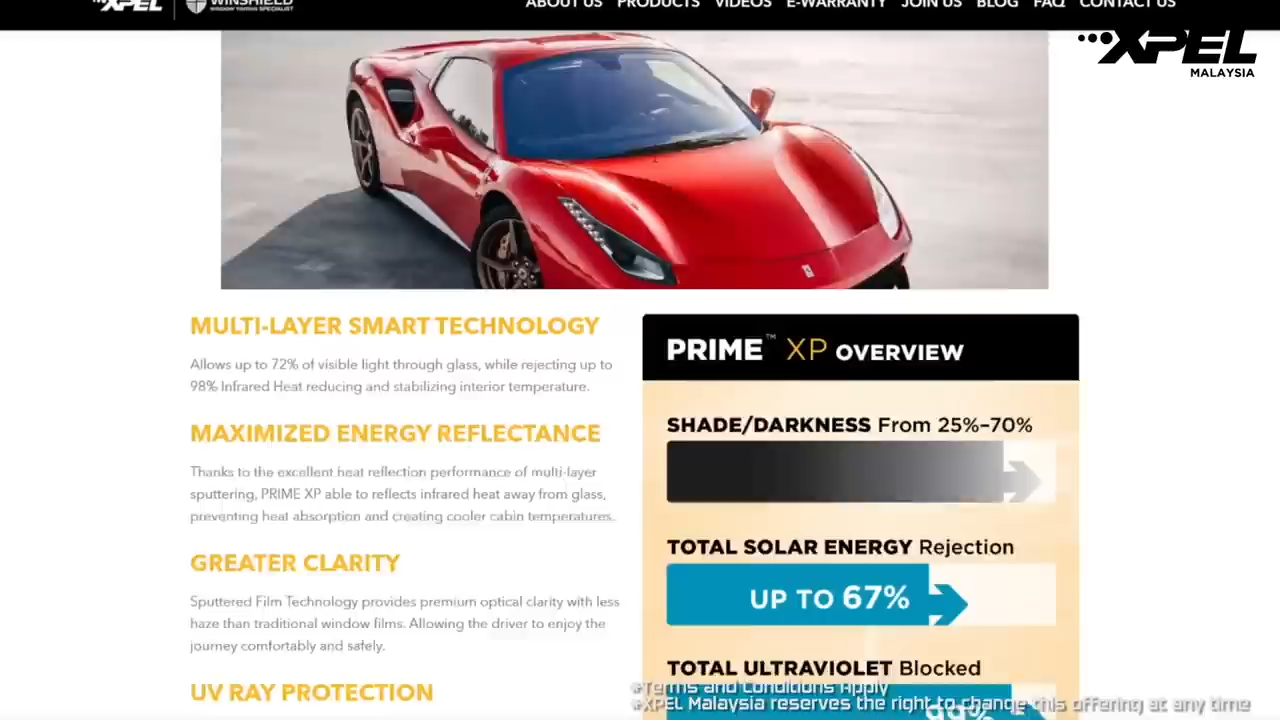 XPEL
WINSHIELD
WINDOW TINTING SPECIALIST
ABOUT US PRODUCTS VIDEOS E-WARRANTY JOIN US BLOG FAQ CONTACT US
XPEL
MALAYSIA
MULTI-LAYER SMART TECHNOLOGY
Allows up to 72% of visible light through glass, while rejecting up to
98% Infrared Heat reducing and stabilizing interior temperature.
MAXIMIZED ENERGY REFLECTANCE
Thanks to the excellent heat reflection performance of multi-layer
sputtering, PRIME XP able to reflects infrared heat away from glass,
preventing heat absorption and creating cooler cabin temperatures.
GREATER CLARITY
Sputtered Film Technology provides premium optical clarity with less
haze than traditional window films. Allowing the driver to enjoy the
journey comfortably and safely.
UV RAY PROTECTION
PRIME™ XP OVERVIEW
SHADE/DARKNESS From 25%-70%
TOTAL SOLAR ENERGY Rejection
UP TO 67%
TOTAL ULTRAVIOLET Blocked
99%
*Terms and Conditions Apply
*XPEL Malaysia reserves the right to change this offering at any time